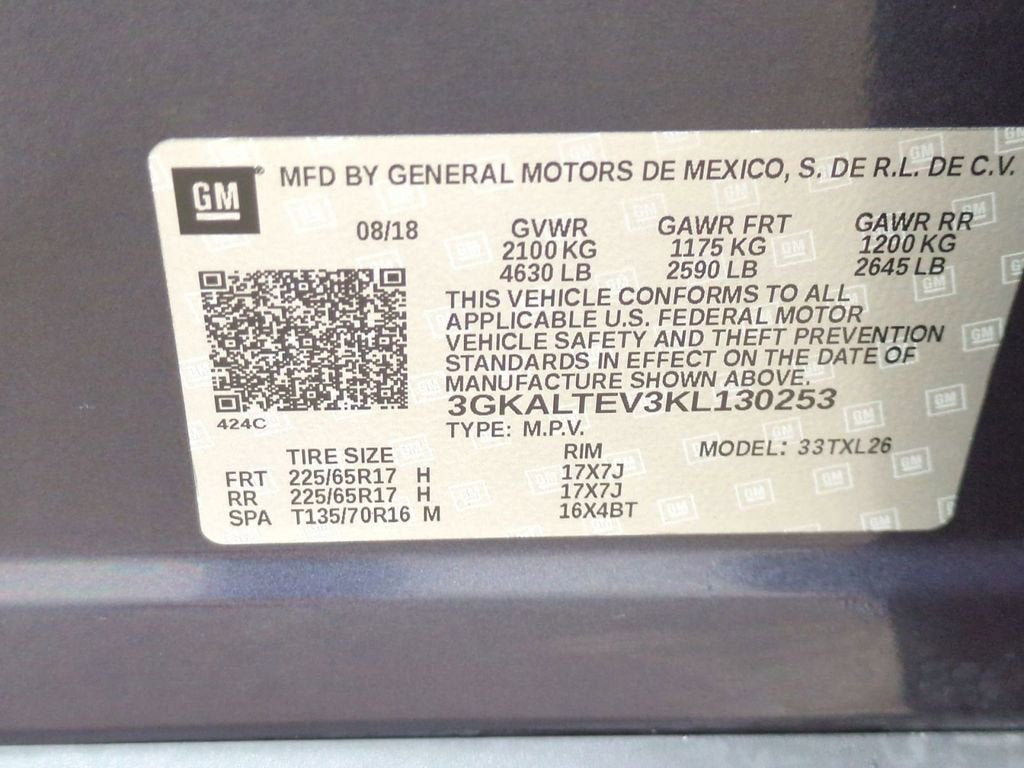 GM ® MFD BY GENERAL MOTORS DE MEXICO, S. DE R.L. DE C.V.
08/18 GVWR GAWR FRT GAWR RR
2100 KG 1175 KG 1200 KG
4630 LB 2590 LB 2645 LB
THIS VEHICLE CONFORMS TO ALL
APPLICABLE U.S. FEDERAL MOTOR
VEHICLE SAFETY AND THEFT PREVENTION
STANDARDS IN EFFECT ON THE DATE OF
MANUFACTURE SHOWN ABOVE.
3GKALTEV3KL130253
424C
TYPE: M.P.V.
TIRE SIZE RIM MODEL: 33TXL26
FRT 225/65R17 H 17X7J
RR 225/65R17 H 17X7J
SPA T135/70R16 M 16X4BT